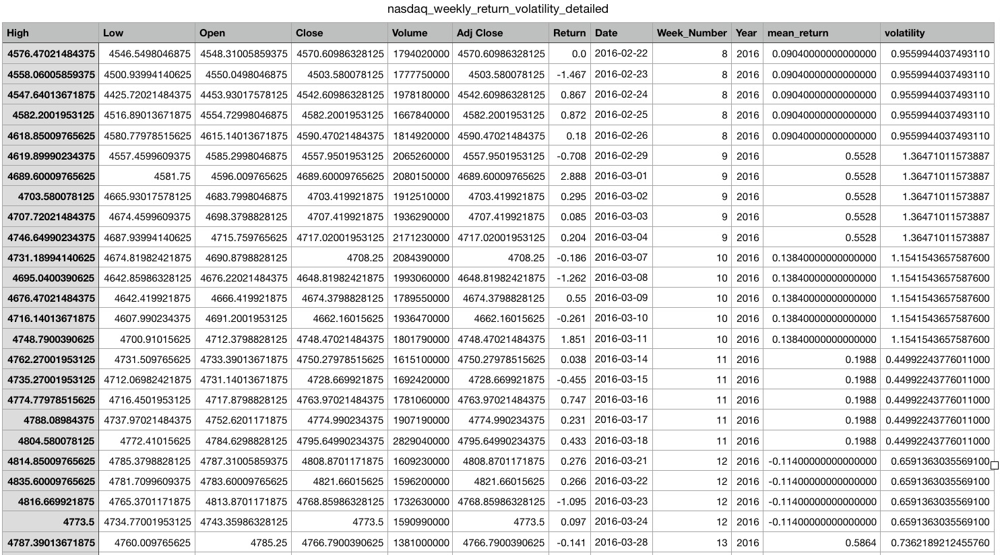 nasdaq_weekly_return_volatility_detailed
High Low Open Close Volume Adj Close Return Date Week_Number Year mean_return volatility
4576.47021484375 4546.5498046875 4548.31005859375 4570.60986328125 1794020000 4570.60986328125 0.0 2016-02-22 8 2016 0.09040000000000000 0.9559944037493110
4558.06005859375 4500.93994140625 4550.0498046875 4503.580078125 1777750000 4503.580078125 -1.467 2016-02-23 8 2016 0.09040000000000000 0.9559944037493110
4547.64013671875 4425.72021484375 4453.93017578125 4542.60986328125 1978180000 4542.60986328125 0.867 2016-02-24 8 2016 0.09040000000000000 0.9559944037493110
4582.2001953125 4516.89013671875 4554.72998046875 4582.2001953125 1667840000 4582.2001953125 0.872 2016-02-25 8 2016 0.09040000000000000 0.9559944037493110
4618.85009765625 4580.77978515625 4615.14013671875 4590.47021484375 1814920000 4590.47021484375 0.18 2016-02-26 8 2016 0.09040000000000000 0.9559944037493110
4619.89990234375 4557.4599609375 4585.2998046875 4557.9501953125 2065260000 4557.9501953125 -0.708 2016-02-29 9 2016 0.5528 1.36471011573887
4689.60009765625 4581.75 4596.009765625 4689.60009765625 2080150000 4689.60009765625 2.888 2016-03-01 9 2016 0.5528 1.36471011573887
4703.580078125 4665.93017578125 4683.7998046875 4703.419921875 1912510000 4703.419921875 0.295 2016-03-02 9 2016 0.5528 1.36471011573887
4707.72021484375 4674.4599609375 4698.3798828125 4707.419921875 1936290000 4707.419921875 0.085 2016-03-03 9 2016 0.5528 1.36471011573887
4746.64990234375 4687.93994140625 4715.759765625 4717.02001953125 2171230000 4717.02001953125 0.204 2016-03-04 9 2016 0.5528 1.36471011573887
4731.18994140625 4674.81982421875 4690.8798828125 4708.25 2084390000 4708.25 -0.186 2016-03-07 10 2016 0.13840000000000000 1.1541543657587600
4695.0400390625 4642.85986328125 4676.22021484375 4648.81982421875 1993060000 4648.81982421875 -1.262 2016-03-08 10 2016 0.13840000000000000 1.1541543657587600
4676.47021484375 4642.419921875 4666.419921875 4674.3798828125 1789550000 4674.3798828125 0.55 2016-03-09 10 2016 0.13840000000000000 1.1541543657587600
4716.14013671875 4607.990234375 4691.2001953125 4662.16015625 1936470000 4662.16015625 -0.261 2016-03-10 10 2016 0.13840000000000000 1.1541543657587600
4748.7900390625 4700.91015625 4712.3798828125 4748.47021484375 1801790000 4748.47021484375 1.851 2016-03-11 10 2016 0.13840000000000000 1.1541543657587600
4762.27001953125 4731.509765625 4733.39013671875 4750.27978515625 1615100000 4750.27978515625 0.038 2016-03-14 11 2016 0.1988 0.44992243776011000
4735.27001953125 4712.06982421875 4731.14013671875 4728.669921875 1692420000 4728.669921875 -0.455 2016-03-15 11 2016 0.1988 0.44992243776011000
4774.77978515625 4716.4501953125 4717.8798828125 4763.97021484375 1781060000 4763.97021484375 0.747 2016-03-16 11 2016 0.1988 0.44992243776011000
4788.08984375 4737.97021484375 4752.6201171875 4774.990234375 1907190000 4774.990234375 0.231 2016-03-17 11 2016 0.1988 0.44992243776011000
4804.580078125 4772.41015625 4784.6298828125 4795.64990234375 2829040000 4795.64990234375 0.433 2016-03-18 11 2016 0.1988 0.44992243776011000
4814.85009765625 4785.3798828125 4787.31005859375 4808.8701171875 1609230000 4808.8701171875 0.276 2016-03-21 12 2016 -0.11400000000000000 0.6591363035569100
4835.60009765625 4781.7099609375 4783.60009765625 4821.66015625 1596200000 4821.66015625 0.266 2016-03-22 12 2016 -0.11400000000000000 0.6591363035569100
4816.669921875 4765.3701171875 4813.8701171875 4768.85986328125 1732630000 4768.85986328125 -1.095 2016-03-23 12 2016 -0.11400000000000000 0.6591363035569100
4773.5 4734.77001953125 4743.35986328125 4773.5 1590990000 4773.5 0.097 2016-03-24 12 2016 -0.11400000000000000 0.6591363035569100
4787.39013671875 4760.009765625 4785.25 4766.7900390625 1381000000 4766.7900390625 -0.141 2016-03-28 13 2016 0.5864 0.7362189212455760